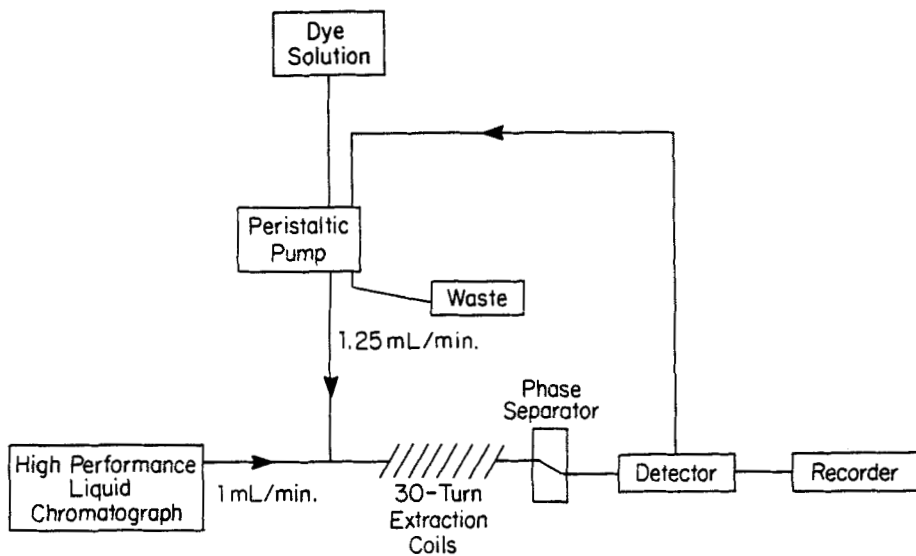 Dye
Solution
Peristaltic
Pump
Waste
1.25 mL/min.
Phase
Separator
High Performance
Liquid
Chromatograph
1 mL/min.
30-Turn
Extraction
Coils
Detector
Recorder